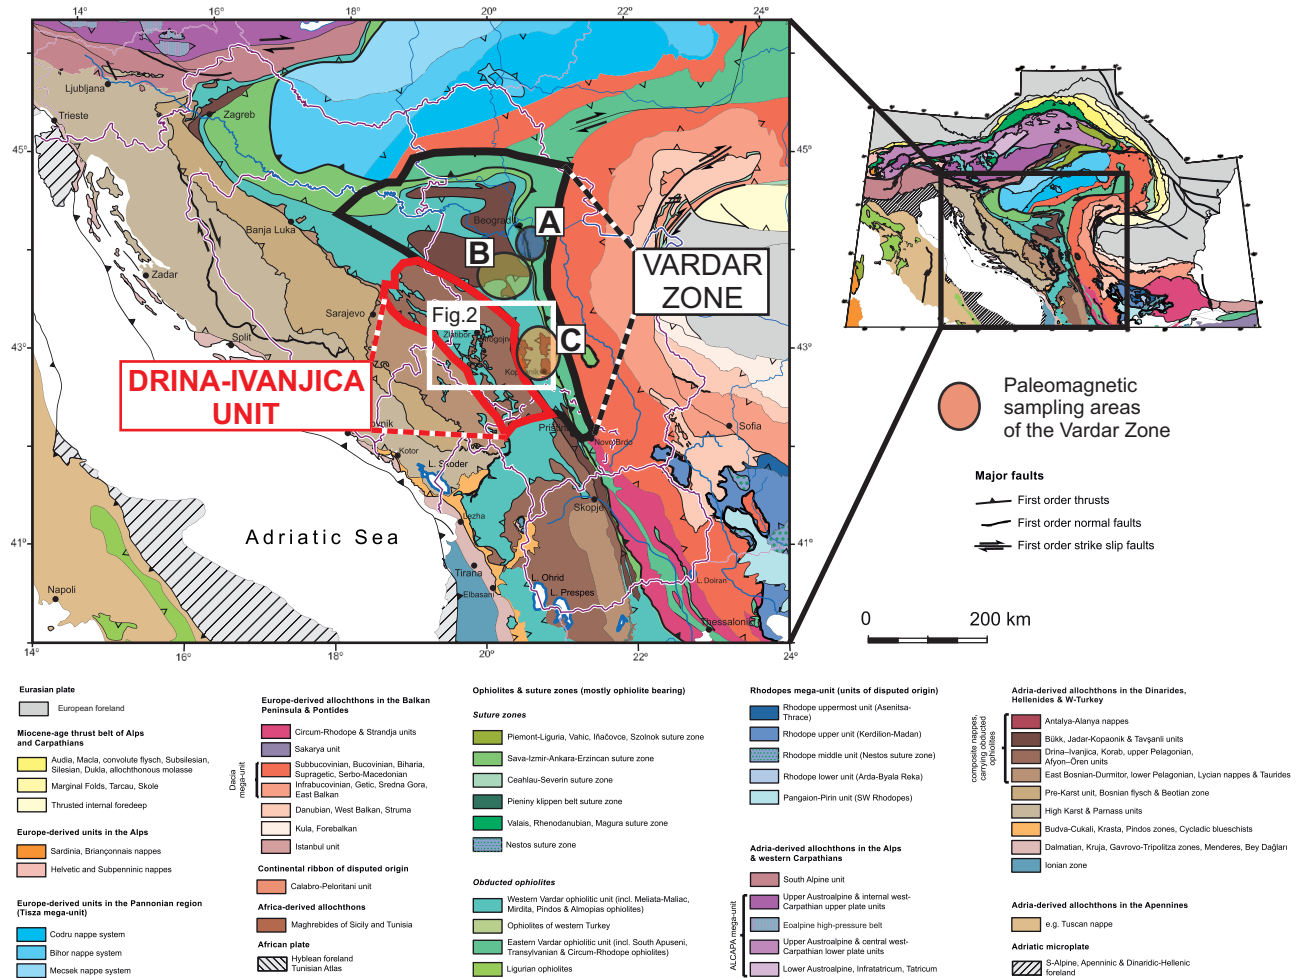 14°
16°
20°
22°
24°
Ljubljana
Trieste
Zagreb
45°
45°
Beograd
A
Banja Luka
B
VARDAR
ZONE
Zadar
Sarajevo
Fig.2
Zlatibor
C
Split
43°
43°
DRINA-IVANJICA
UNIT
Novo Brdo
Sofia
Kotor
L. Skoder
Skopje
Lezha
Adriatic Sea
41°
41°
Tirana
Elbasani
L. Ohrid
L. Prespes
L. Doiran
Napoli
Thessaloniki
14°
16°
18°
20°
22°
24°
Paleomagnetic
sampling areas
of the Vardar Zone
Major faults
First order thrusts
First order normal faults
First order strike slip faults
0
200 km
Eurasian plate
European foreland
Miocene-age thrust belt of Alps
and Carpathians
Audia, Macla, convolute flysch, Subsilesian,
Silesian, Dukla, allochthonous molasse
Marginal Folds, Tarcau, Skole
Thrusted internal foredeep
Europe-derived units in the Alps
Sardinia, Briançonnais nappes
Helvetic and Subpenninic nappes
Europe-derived units in the Pannonian region
(Tisza mega-unit)
Codru nappe system
Bihor nappe system
Mecsek nappe system
Europe-derived allochthons in the Balkan
Peninsula & Pontides
Circum-Rhodope & Strandja units
Sakarya unit
Dacia
mega-unit
Subbucovinian, Bucovinian, Biharia,
Supragetic, Serbo-Macedonian
Infrabucovinian, Getic, Sredna Gora,
East Balkan
Danubian, West Balkan, Struma
Kula, Forebalkan
Istanbul unit
Continental ribbon of disputed origin
Calabro-Peloritani unit
Africa-derived allochthons
Maghrebides of Sicily and Tunisia
African plate
Hyblean foreland
Tunisian Atlas
Ophiolites & suture zones (mostly ophiolite bearing)
Suture zones
Piemont-Liguria, Vahic, Iňačovce, Szolnok suture zone
Sava-Izmir-Ankara-Erzincan suture zone
Ceahlau-Severin suture zone
Pieniny klippen belt suture zone
Valais, Rhenodanubian, Magura suture zone
Nestos suture zone
Obducted ophiolites
Western Vardar ophiolitic unit (incl. Meliata-Maliac,
Mirdita, Pindos & Almopias ophiolites)
Ophiolites of western Turkey
Eastern Vardar ophiolitic unit (incl. South Apuseni,
Transylvanian & Circum-Rhodope ophiolites)
Ligurian ophiolites
Rhodopes mega-unit (units of disputed origin)
Rhodope uppermost unit (Asenitsa-
Thrace)
Rhodope upper unit (Kerdilion-Madan)
Rhodope middle unit (Nestos suture zone)
Rhodope lower unit (Arda-Byala Reka)
Pangaion-Pirin unit (SW Rhodopes)
Adria-derived allochthons in the Alps
& western Carpathians
South Alpine unit
ALCAPA mega-unit
Upper Austroalpine & internal west-
Carpathian upper plate units
Eoalpine high-pressure belt
Upper Austroalpine & central west-
Carpathian lower plate units
Lower Austroalpine, Infratatricum, Tatricum
Adria-derived allochthons in the Dinarides,
Hellenides & W-Turkey
composite nappes,
carrying obducted
ophiolites
Antalya-Alanya nappes
Bükk, Jadar-Kopaonik & Tavşanlı units
Drina–Ivanjica, Korab, upper Pelagonian,
Afyon–Ören units
East Bosnian-Durmitor, lower Pelagonian, Lycian nappes & Taurides
Pre-Karst unit, Bosnian flysch & Beotian zone
High Karst & Parnass units
Budva-Cukali, Krasta, Pindos zones, Cycladic blueschists
Dalmatian, Kruja, Gavrovo-Tripolitza zones, Menderes, Bey Dağları
Ionian zone
Adria-derived allochthons in the Apennines
e.g. Tuscan nappe
Adriatic microplate
S-Alpine, Apenninic & Dinaridic-Hellenic
foreland